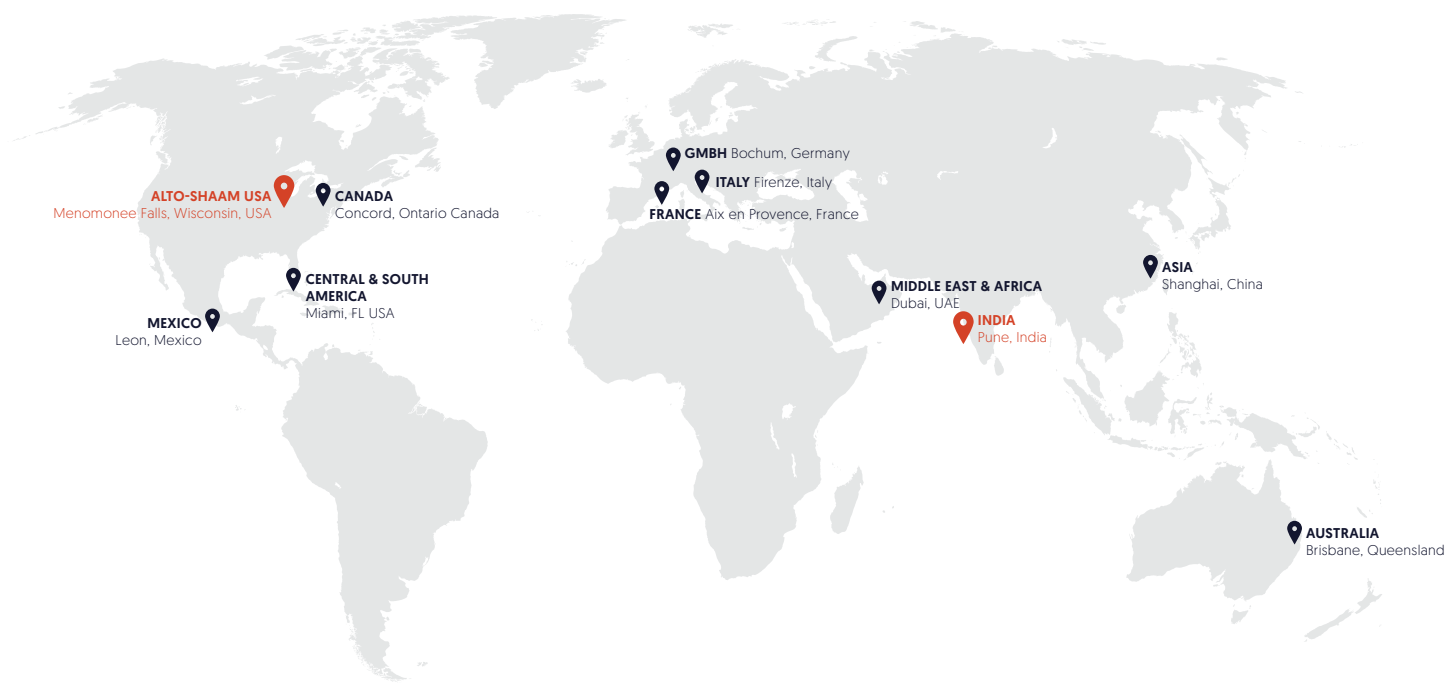 GMBH Bochum, Germany
ITALY Firenze, Italy
FRANCE Aix en Provence, France
ALTO-SHAAM USA
Menomonee Falls, Wisconsin, USA
CANADA
Concord, Ontario Canada
CENTRAL & SOUTH
AMERICA
Miami, FL USA
MEXICO
Leon, Mexico
MIDDLE EAST & AFRICA
Dubai, UAE
INDIA
Pune, India
ASIA
Shanghai, China
AUSTRALIA
Brisbane, Queensland